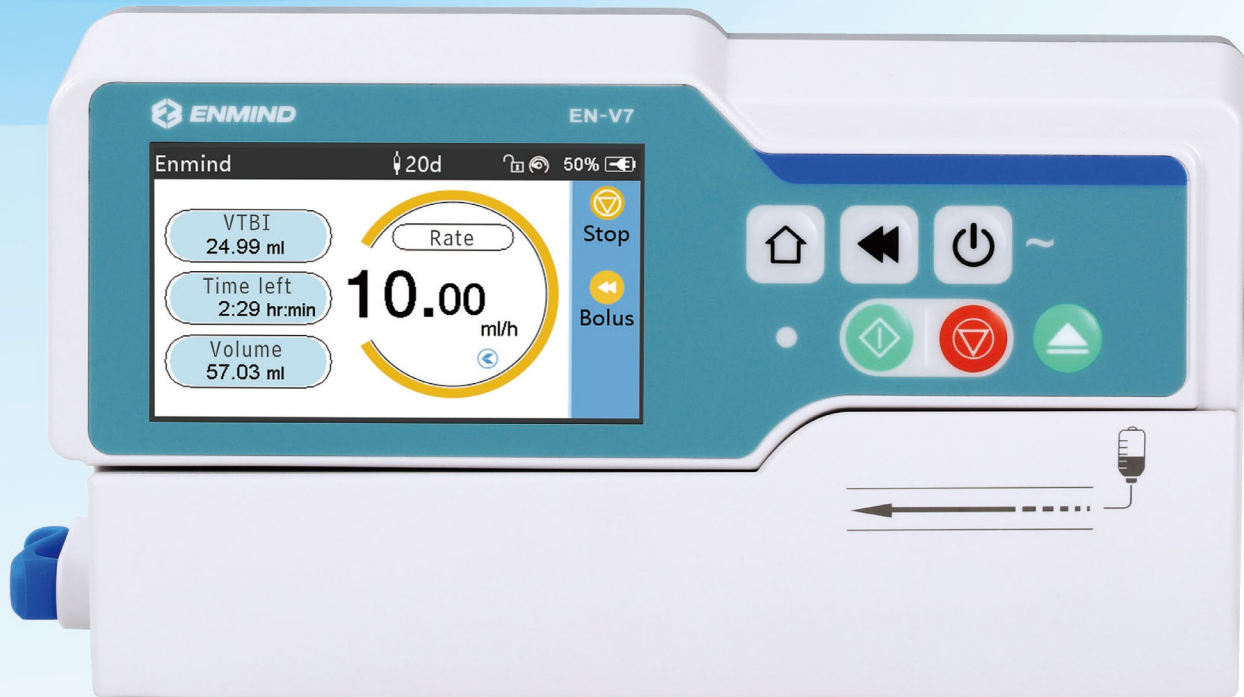 ENMIND
EN-V7
Enmind 20d 50%
VTBI
24.99 ml
Time left
2:29 hr:min
Volume
57.03 ml
Rate
10.00
ml/h
Stop
Bolus
~